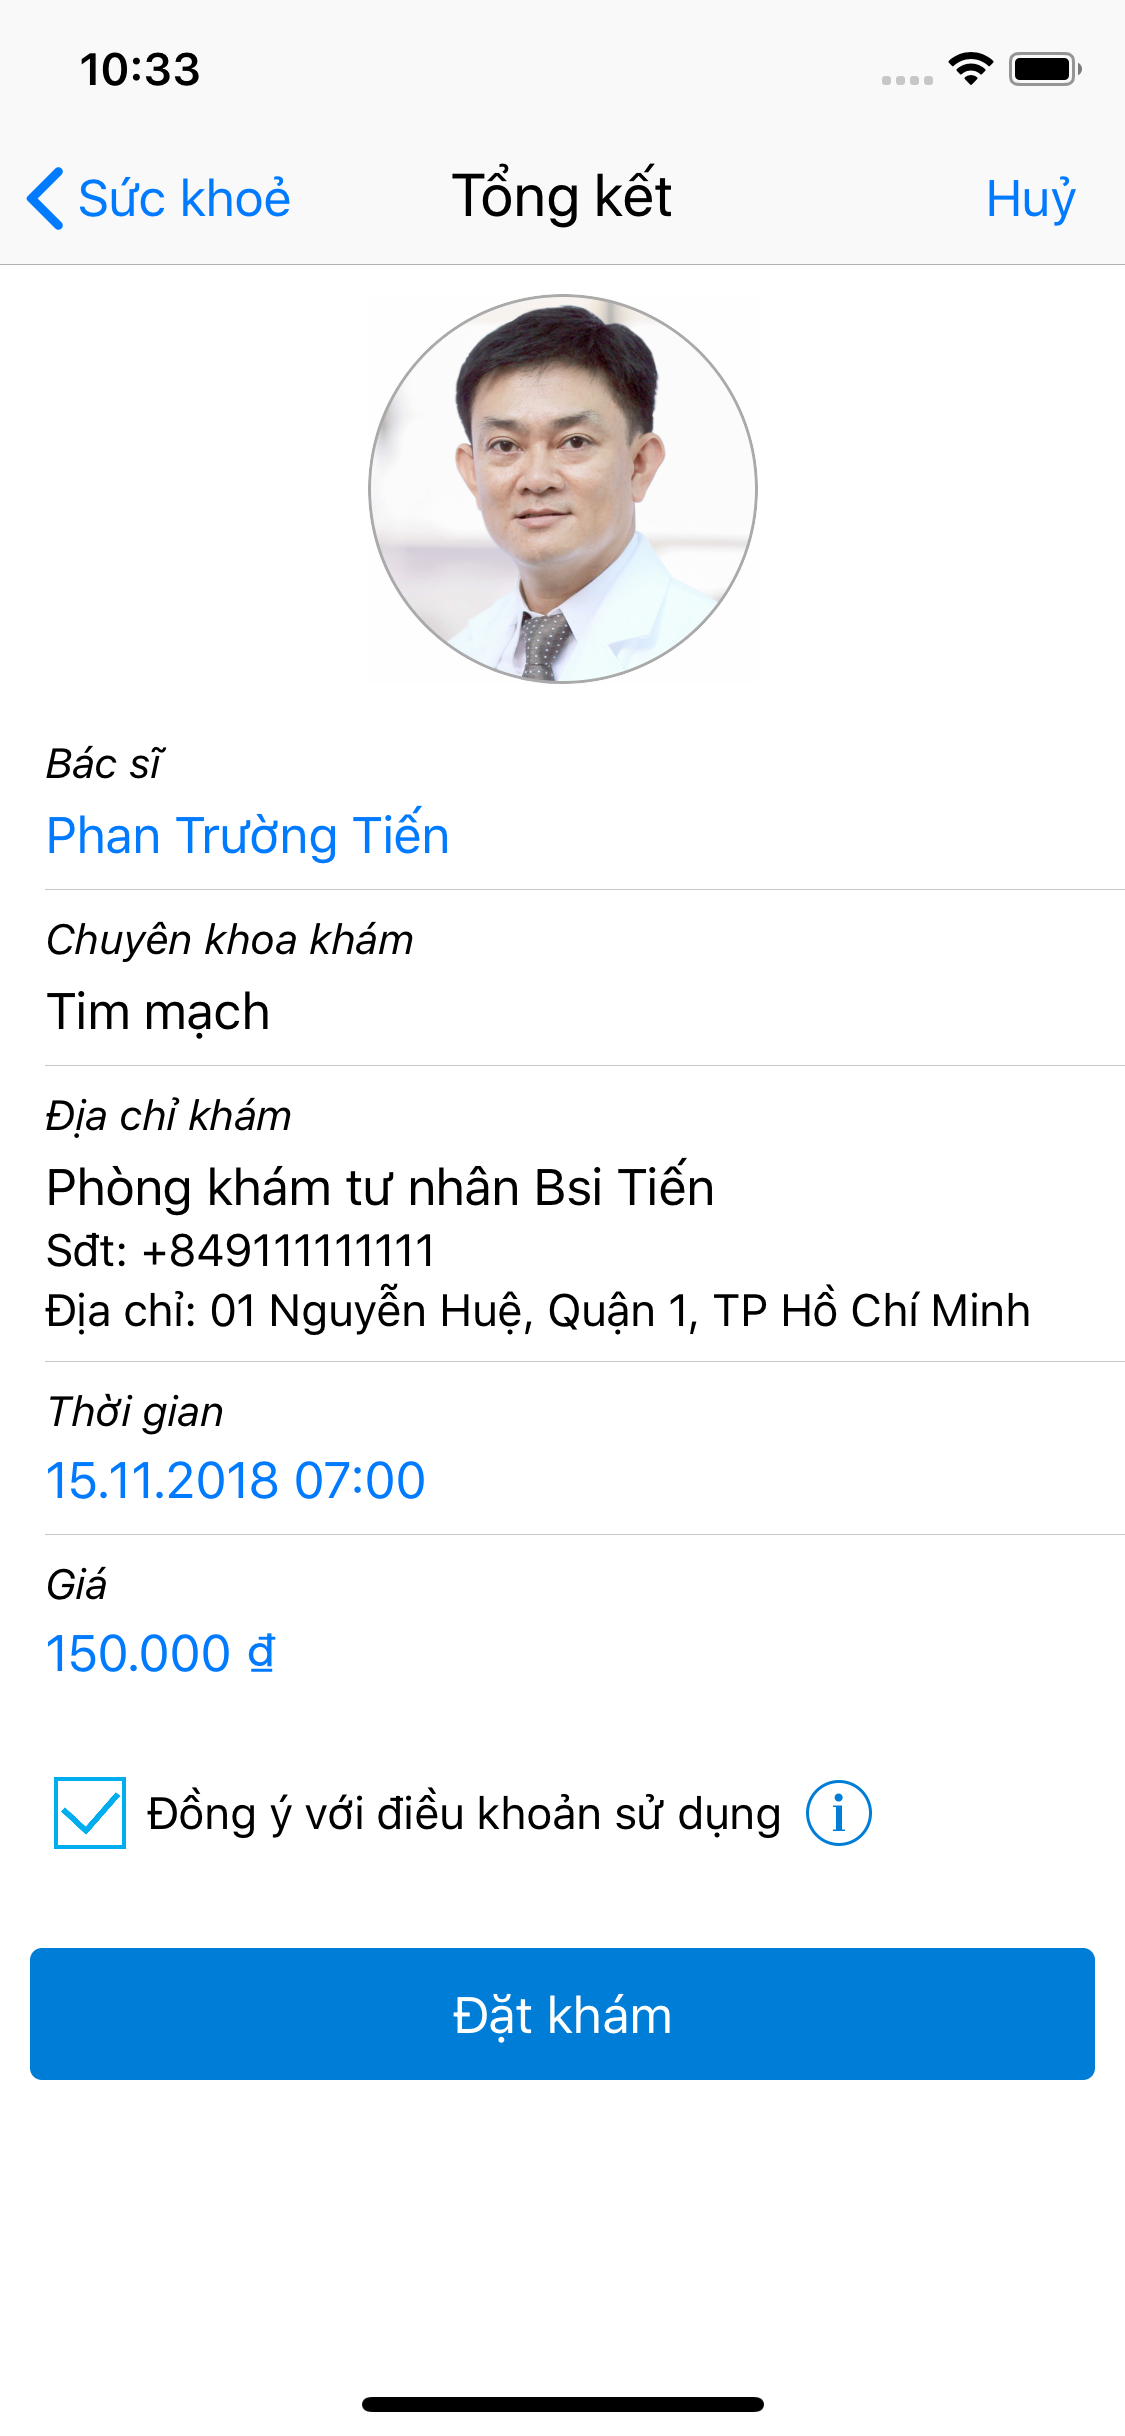 10:33
Sức khoẻ
Tổng kết
Huỷ
Bác sĩ
Phan Trường Tiến
Chuyên khoa khám
Tim mạch
Địa chỉ khám
Phòng khám tư nhân Bsi Tiến
Sđt: +849111111111
Địa chỉ: 01 Nguyễn Huệ, Quận 1, TP Hồ Chí Minh
Thời gian
15.11.2018 07:00
Giá
150.000 ₫
Đồng ý với điều khoản sử dụng
i
Đặt khám